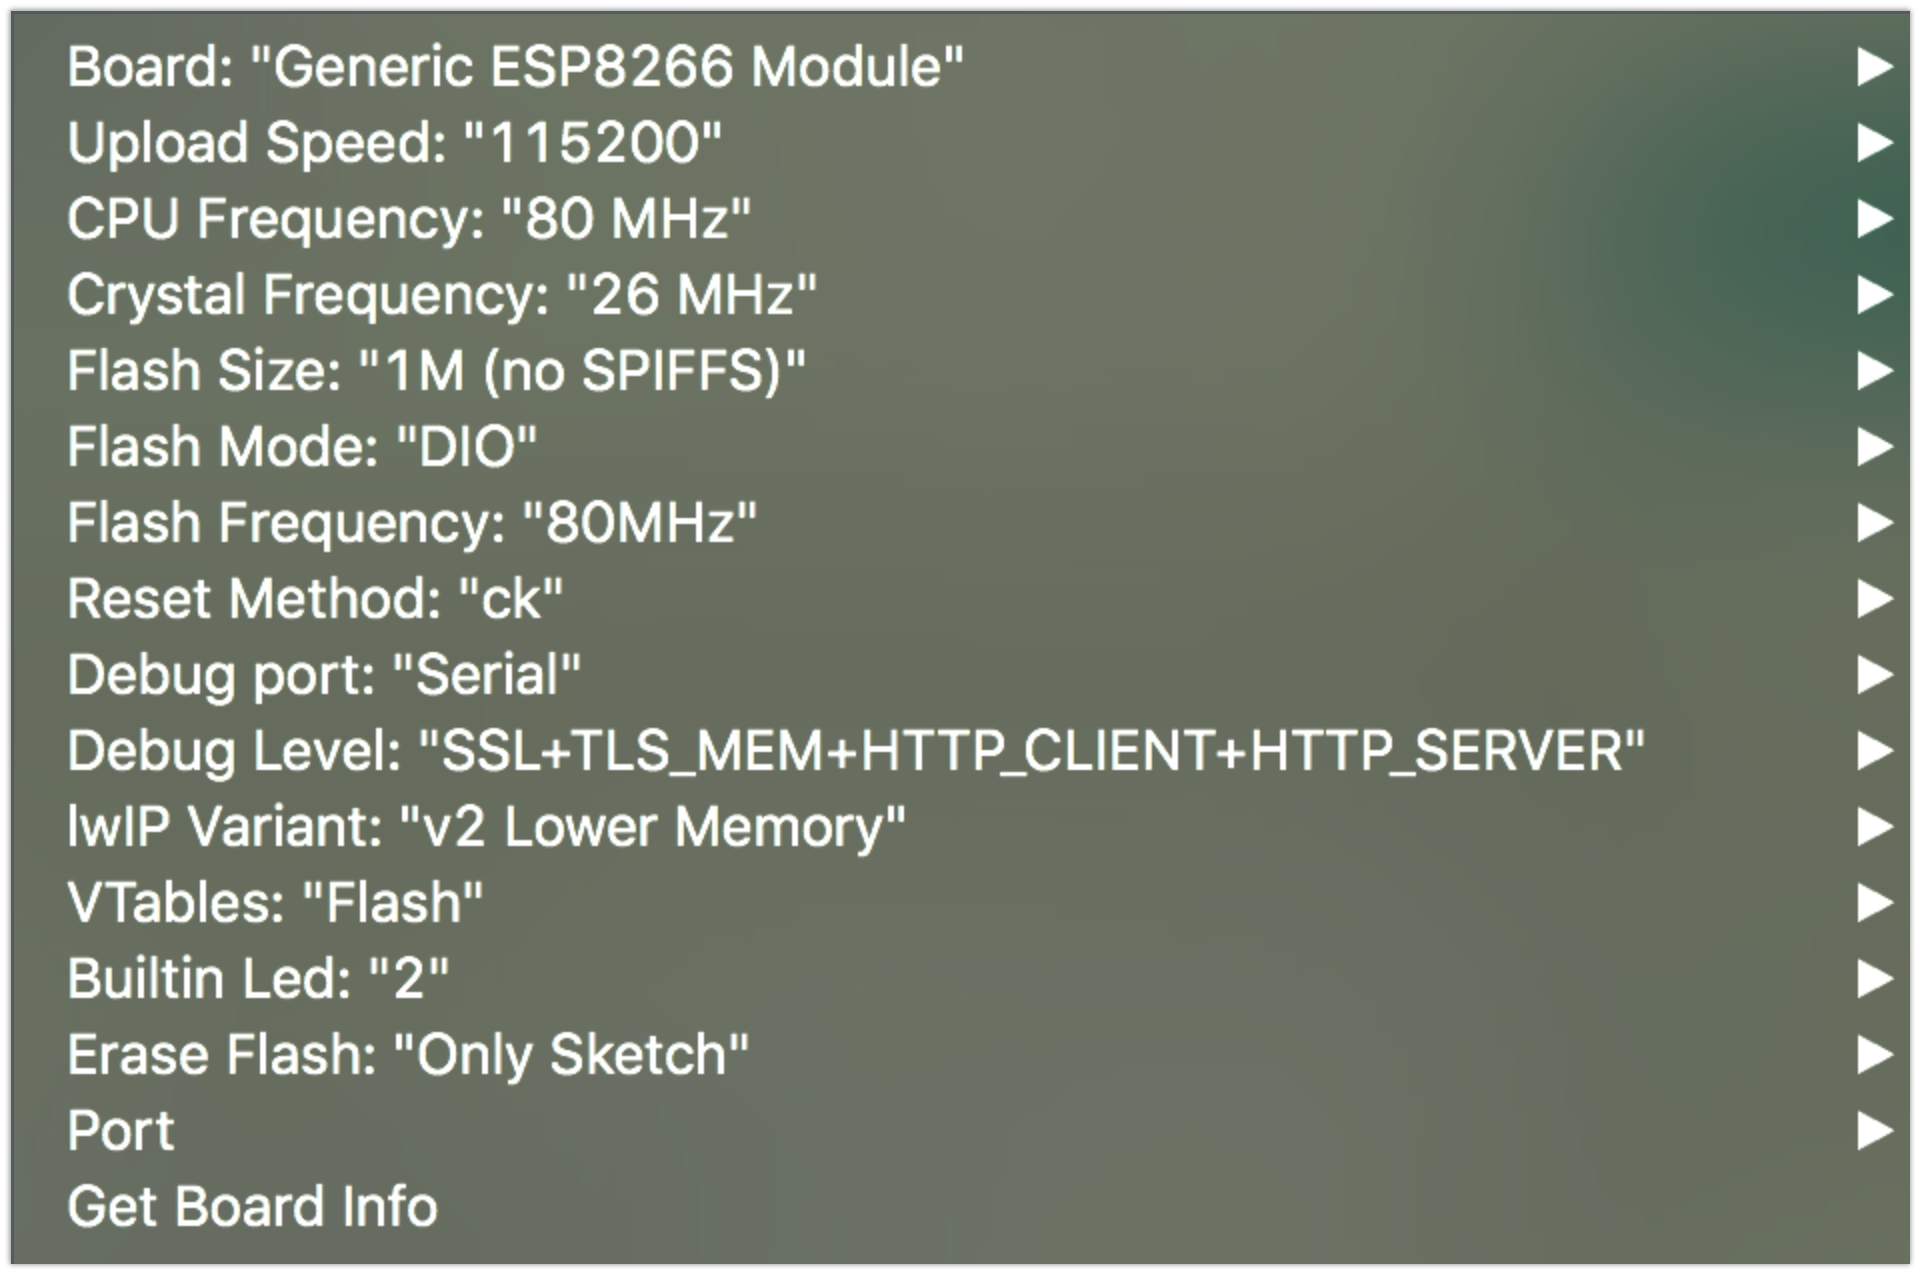 Board: "Generic ESP8266 Module"
Upload Speed: "115200"
CPU Frequency: "80 MHz"
Crystal Frequency: "26 MHz"
Flash Size: "1M (no SPIFFS)"
Flash Mode: "DIO"
Flash Frequency: "80MHz"
Reset Method: "ck"
Debug port: "Serial"
Debug Level: "SSL+TLS_MEM+HTTP_CLIENT+HTTP_SERVER"
lwIP Variant: "v2 Lower Memory"
VTables: "Flash"
Builtin Led: "2"
Erase Flash: "Only Sketch"
Port
Get Board Info